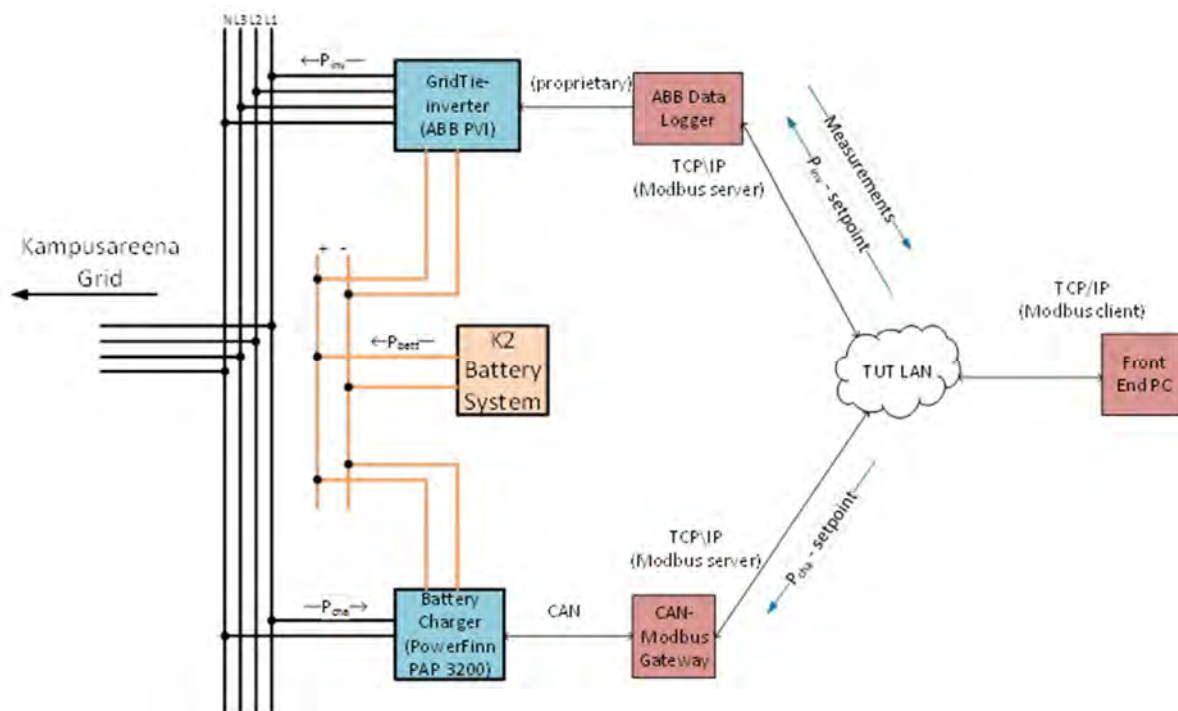 N L3 L2 L1
←P_inv—
GridTie-
inverter
(ABB PVI)
(proprietary)
ABB Data
Logger
TCP\IP
(Modbus server)
Measurements
P_inv - setpoint
Kampusareena
Grid
+ -
←P_batt—
K2
Battery
System
TUT LAN
TCP/IP
(Modbus client)
Front
End PC
TCP\IP
(Modbus server)
P_cha - setpoint
—P_cha→
Battery
Charger
(PowerFinn
PAP 3200)
CAN
CAN-
Modbus
Gateway